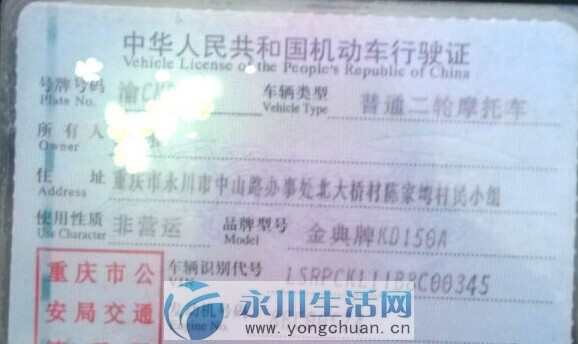 中华人民共和国机动车行驶证
Vehicle License of the People's Republic of China
号牌号码 渝C 车辆类型 普通二轮摩托车
Plate No. Vehicle Type
所有人
Owner
住 址 重庆市永川市中山路办事处北大桥村陈家塆村民小组
Address
使用性质 非营运 品牌型号 金典牌KD150A
Use Character Model
重庆市公 车辆识别代号
安局交通
永川生活网
www.yongchuan.cn